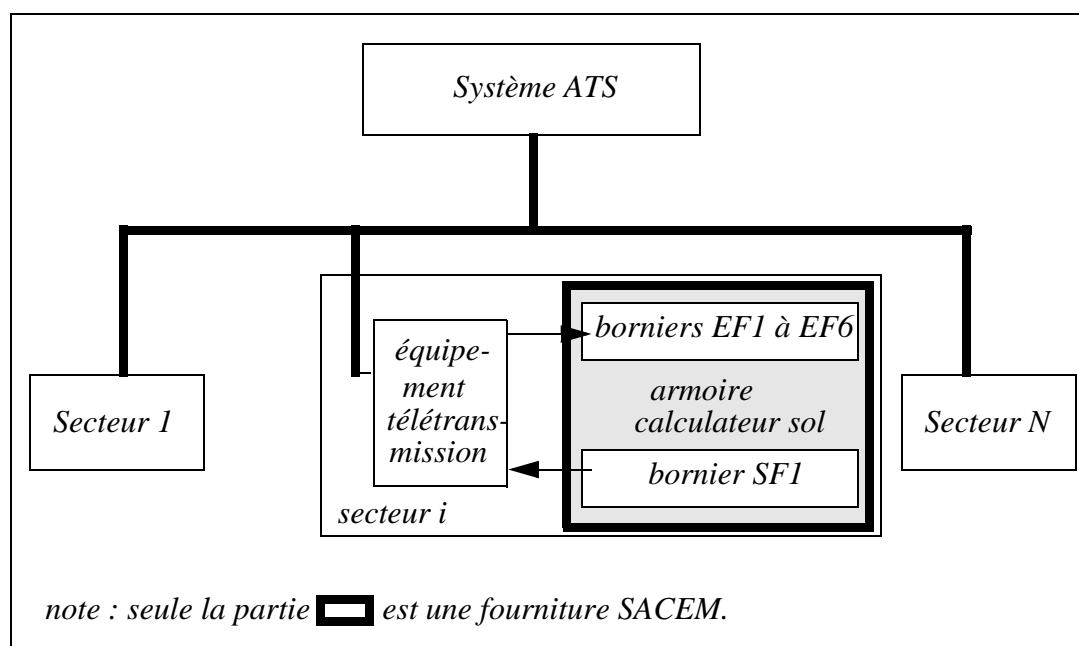 Système ATS
Secteur 1
équipe-
ment
télétrans-
mission
secteur i
borniers EF1 à EF6
armoire
calculateur sol
bornier SF1
Secteur N
note : seule la partie est une fourniture SACEM.